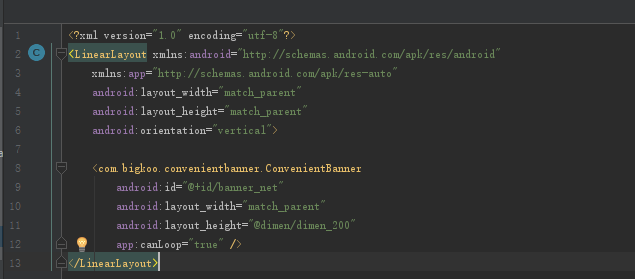 1 <?xml version="1.0" encoding="utf-8"?>
2 <LinearLayout xmlns:android="http://schemas.android.com/apk/res/android"
3 xmlns:app="http://schemas.android.com/apk/res-auto"
4 android:layout_width="match_parent"
5 android:layout_height="match_parent"
6 android:orientation="vertical">
7
8 <com.bigkoo.convenientbanner.ConvenientBanner
9 android:id="@+id/banner_net"
10 android:layout_width="match_parent"
11 android:layout_height="@dimen/dimen_200"
12 app:canLoop="true" />
13 </LinearLayout>